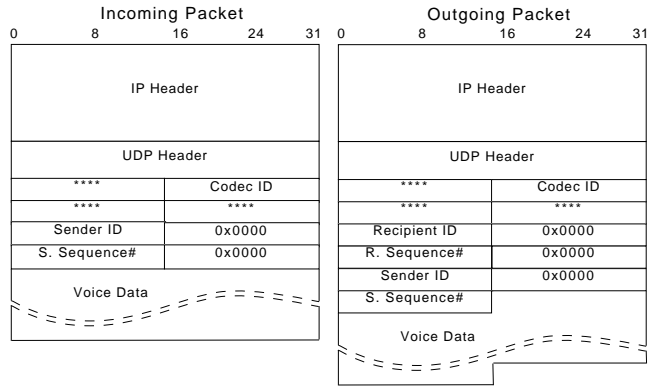 Incoming Packet
0 8 16 24 31
IP Header
UDP Header
**** Codec ID
**** ****
Sender ID 0x0000
S. Sequence# 0x0000
Voice Data
Outgoing Packet
0 8 16 24 31
IP Header
UDP Header
**** Codec ID
**** ****
Recipient ID 0x0000
R. Sequence# 0x0000
Sender ID 0x0000
S. Sequence#
Voice Data